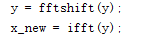 y = fftshift(y);
x_new = ifft(y);